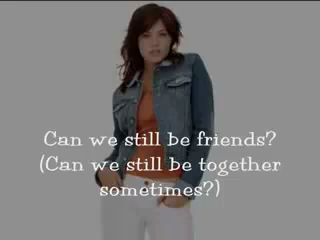 Can we still be friends?
(Can we still be together
sometimes?)